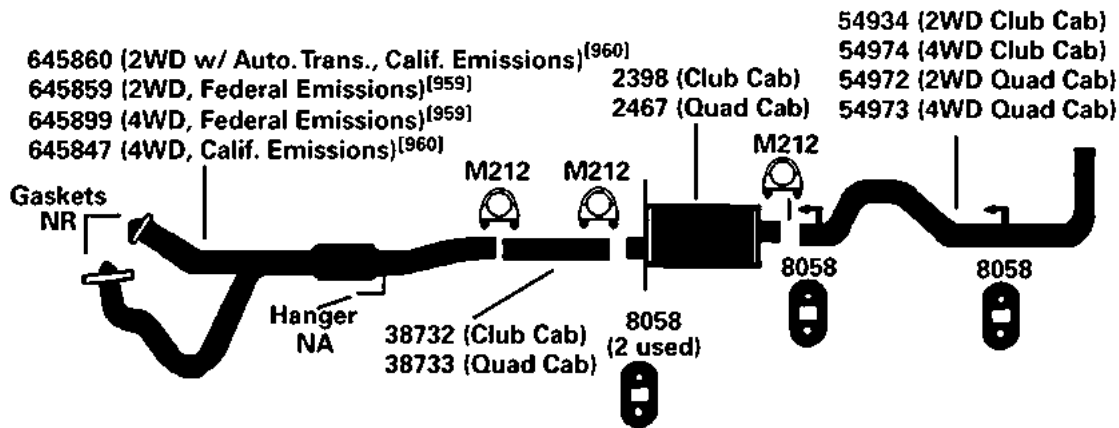 645860 (2WD w/ Auto. Trans., Calif. Emissions)[960]
645859 (2WD, Federal Emissions)[959]
645899 (4WD, Federal Emissions)[959]
645847 (4WD, Calif. Emissions)[960]
Gaskets
NR
Hanger
NA
M212
M212
38732 (Club Cab)
38733 (Quad Cab)
2398 (Club Cab)
2467 (Quad Cab)
8058
(2 used)
M212
8058
54934 (2WD Club Cab)
54974 (4WD Club Cab)
54972 (2WD Quad Cab)
54973 (4WD Quad Cab)
8058